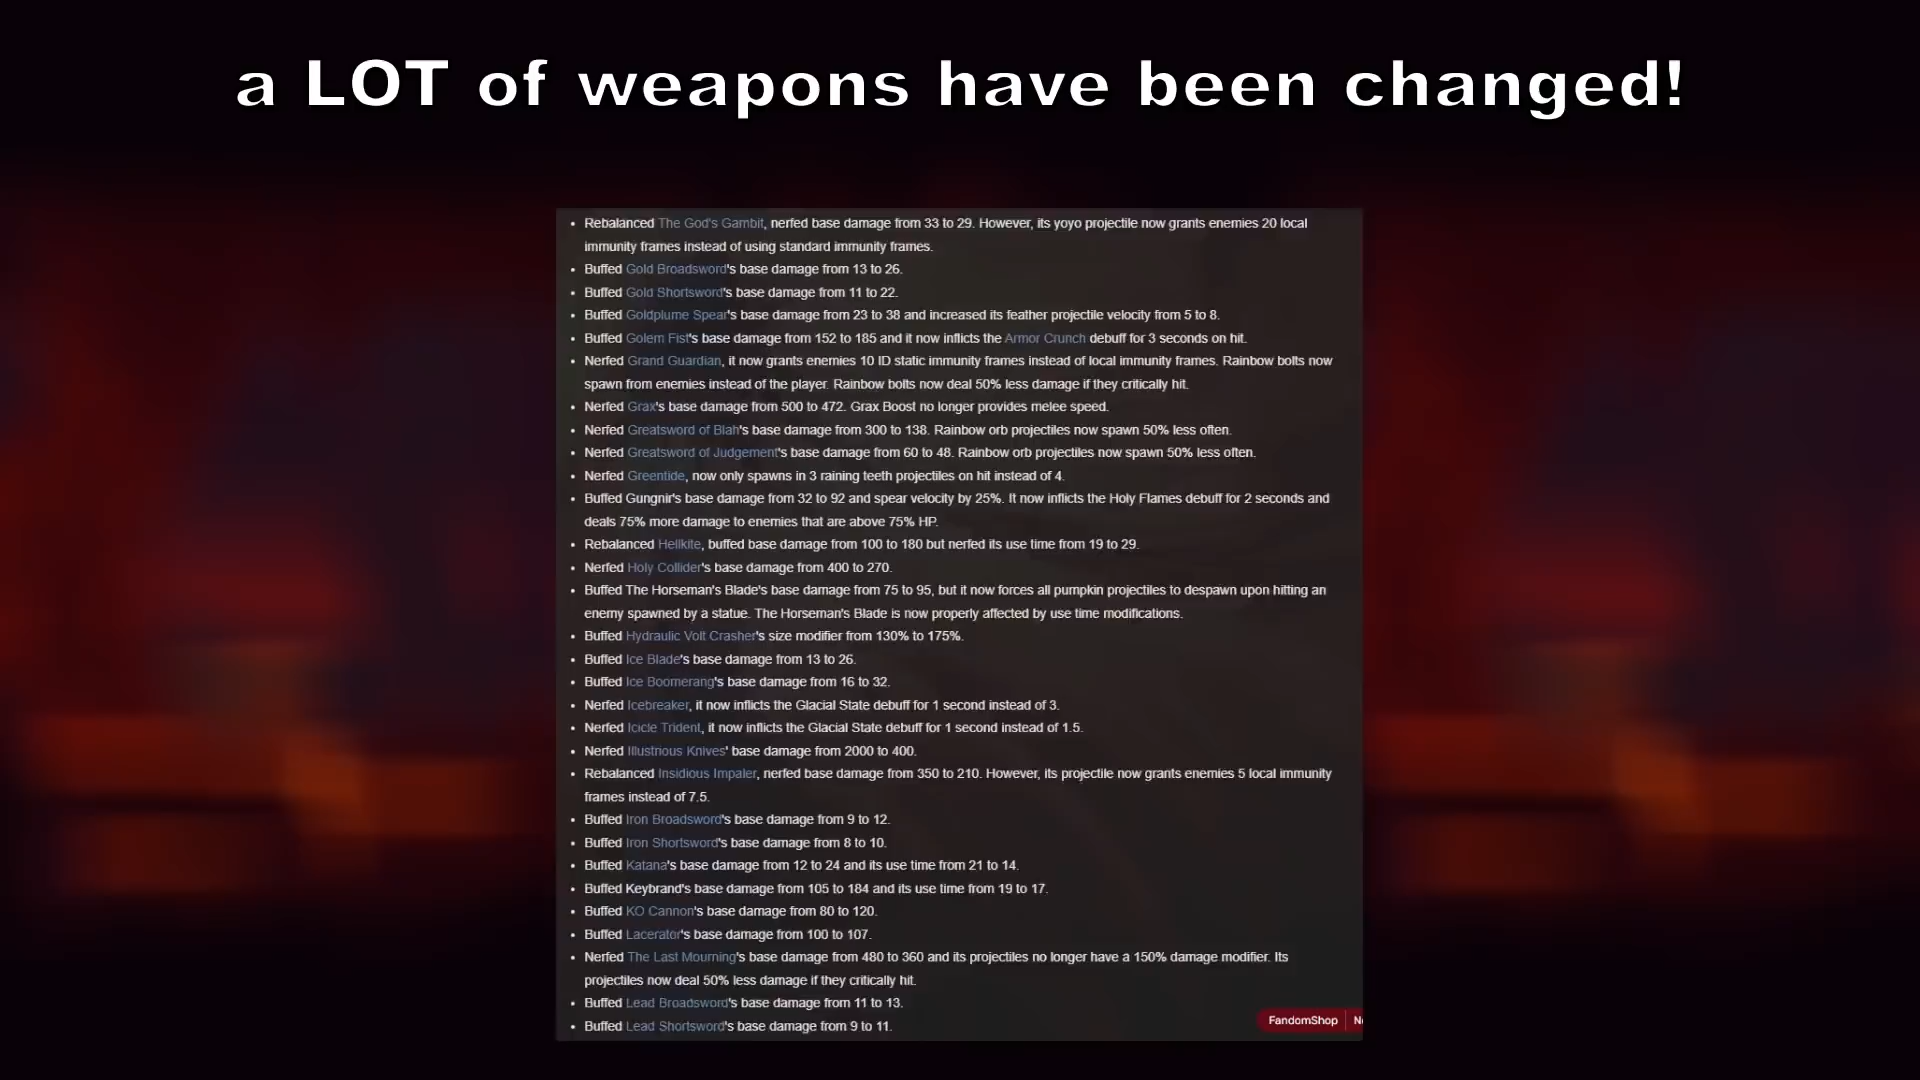 a LOT of weapons have been changed!
• Rebalanced The God's Gambit, nerfed base damage from 33 to 29. However, its yoyo projectile now grants enemies 20 local
immunity frames instead of using standard immunity frames.
• Buffed Gold Broadsword's base damage from 13 to 26.
• Buffed Gold Shortsword's base damage from 11 to 22.
• Buffed Goldplume Spear's base damage from 23 to 38 and increased its feather projectile velocity from 5 to 8.
• Buffed Golem Fist's base damage from 152 to 185 and it now inflicts the Armor Crunch debuff for 3 seconds on hit.
• Nerfed Grand Guardian, it now grants enemies 10 ID static immunity frames instead of local immunity frames. Rainbow bolts now
spawn from enemies instead of the player. Rainbow bolts now deal 50% less damage if they critically hit.
• Nerfed Grax's base damage from 500 to 472. Grax Boost no longer provides melee speed.
• Nerfed Greatsword of Blah's base damage from 300 to 138. Rainbow orb projectiles now spawn 50% less often.
• Nerfed Greatsword of Judgement's base damage from 60 to 48. Rainbow orb projectiles now spawn 50% less often.
• Nerfed Greentide, now only spawns in 3 raining teeth projectiles on hit instead of 4.
• Buffed Gungnir's base damage from 32 to 92 and spear velocity by 25%. It now inflicts the Holy Flames debuff for 2 seconds and
deals 75% more damage to enemies that are above 75% HP.
• Rebalanced Hellkite, buffed base damage from 100 to 180 but nerfed its use time from 19 to 29.
• Nerfed Holy Collider's base damage from 400 to 270.
• Buffed The Horseman's Blade's base damage from 75 to 95, but it now forces all pumpkin projectiles to despawn upon hitting an
enemy spawned by a statue. The Horseman's Blade is now properly affected by use time modifications.
• Buffed Hydraulic Volt Crasher's size modifier from 130% to 175%.
• Buffed Ice Blade's base damage from 13 to 26.
• Buffed Ice Boomerang's base damage from 16 to 32.
• Nerfed Icebreaker, it now inflicts the Glacial State debuff for 1 second instead of 3.
• Nerfed Icicle Trident, it now inflicts the Glacial State debuff for 1 second instead of 1.5.
• Nerfed Illustrious Knives' base damage from 2000 to 400.
• Rebalanced Insidious Impaler, nerfed base damage from 350 to 210. However, its projectile now grants enemies 5 local immunity
frames instead of 7.5.
• Buffed Iron Broadsword's base damage from 9 to 12.
• Buffed Iron Shortsword's base damage from 8 to 10.
• Buffed Katana's base damage from 12 to 24 and its use time from 21 to 14.
• Buffed Keybrand's base damage from 105 to 184 and its use time from 19 to 17.
• Buffed KO Cannon's base damage from 80 to 120.
• Buffed Lacerator's base damage from 100 to 107.
• Nerfed The Last Mourning's base damage from 480 to 360 and its projectiles no longer have a 150% damage modifier. Its
projectiles now deal 50% less damage if they critically hit.
• Buffed Lead Broadsword's base damage from 11 to 13.
• Buffed Lead Shortsword's base damage from 9 to 11.
FandomShop